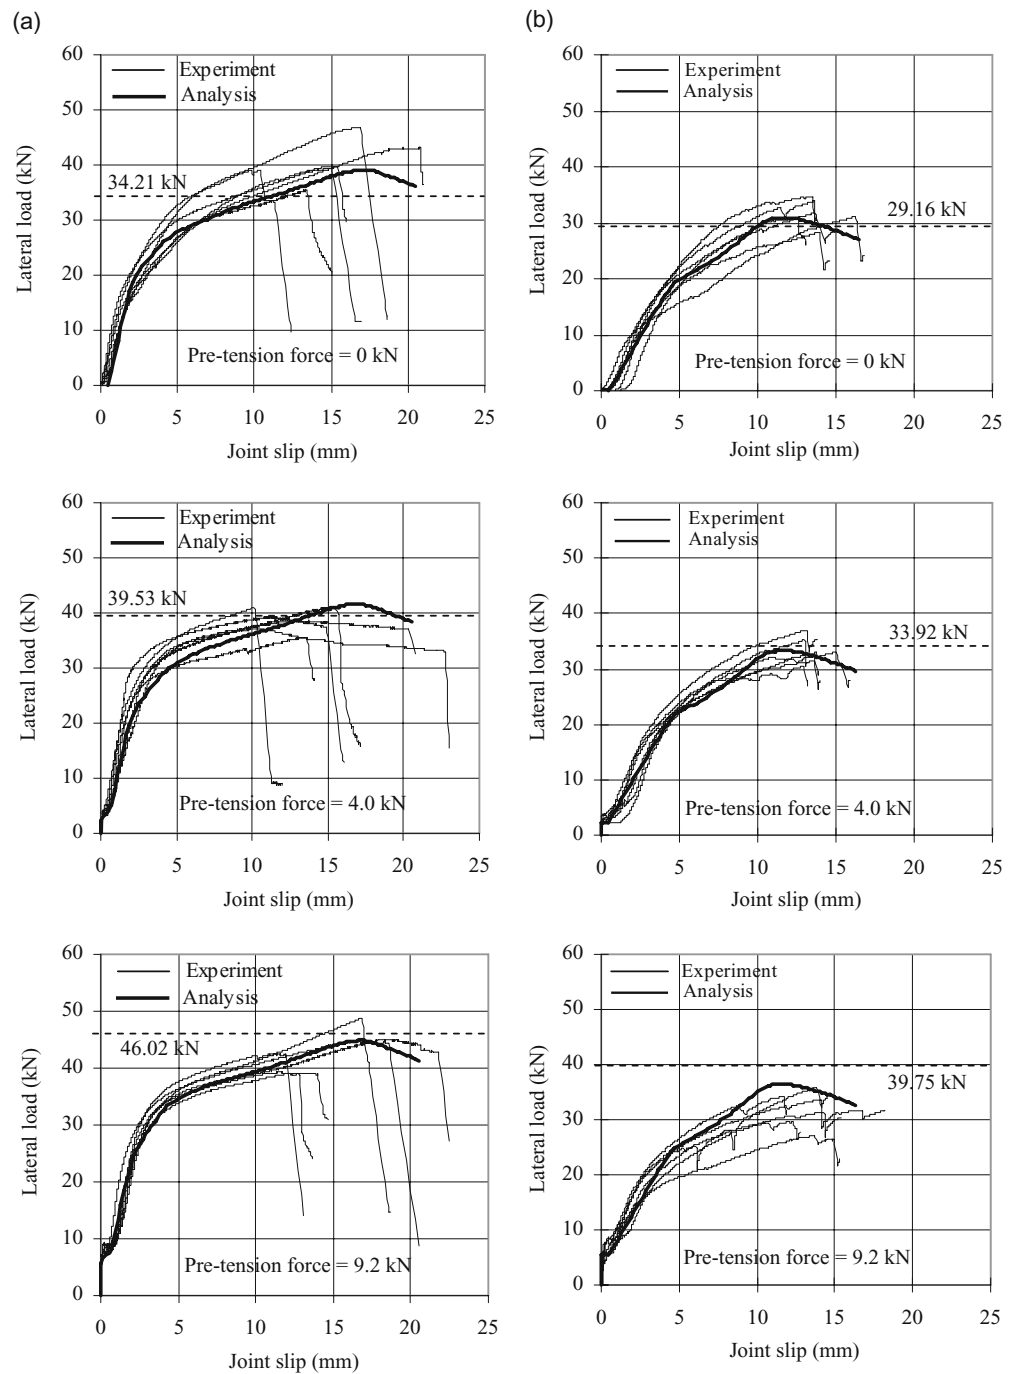 (a)
60
50
40
30
20
10
0
Lateral load (kN)
Experiment
Analysis
34.21 kN
Pre-tension force = 0 kN
0 5 10 15 20 25
Joint slip (mm)
(b)
60
50
40
30
20
10
0
Lateral load (kN)
Experiment
Analysis
29.16 kN
Pre-tension force = 0 kN
0 5 10 15 20 25
Joint slip (mm)
60
50
40
30
20
10
0
Lateral load (kN)
Experiment
Analysis
39.53 kN
Pre-tension force = 4.0 kN
0 5 10 15 20 25
Joint slip (mm)
60
50
40
30
20
10
0
Lateral load (kN)
Experiment
Analysis
33.92 kN
Pre-tension force = 4.0 kN
0 5 10 15 20 25
Joint slip (mm)
60
50
40
30
20
10
0
Lateral load (kN)
Experiment
Analysis
46.02 kN
Pre-tension force = 9.2 kN
0 5 10 15 20 25
Joint slip (mm)
60
50
40
30
20
10
0
Lateral load (kN)
Experiment
Analysis
39.75 kN
Pre-tension force = 9.2 kN
0 5 10 15 20 25
Joint slip (mm)